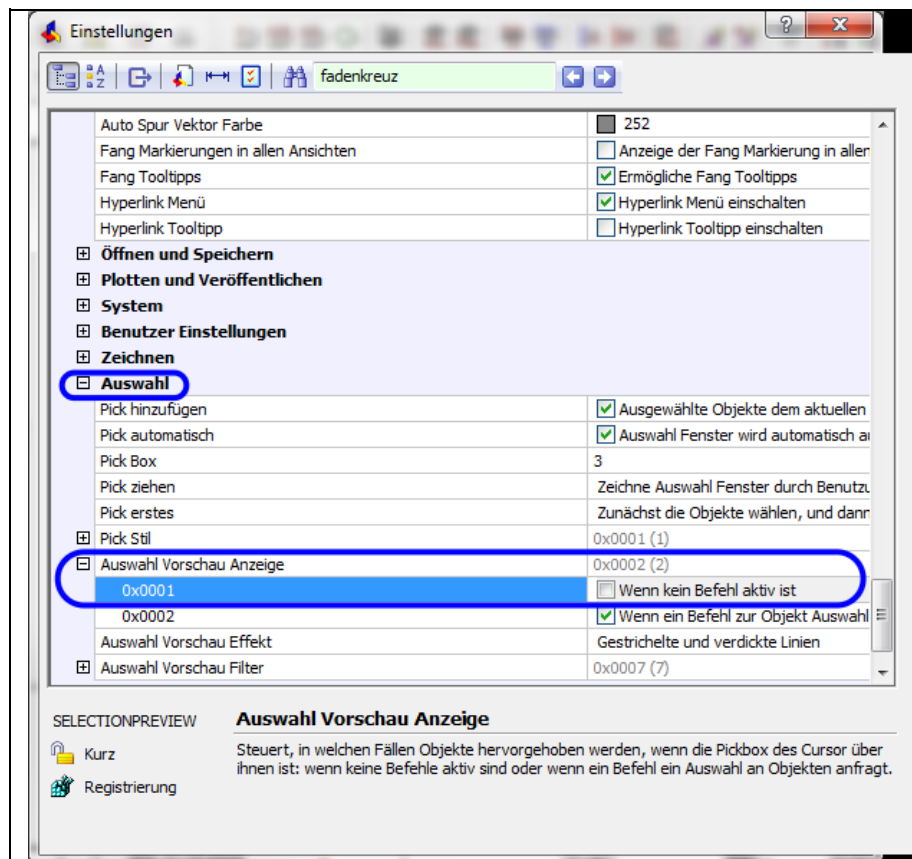 Einstellungen
fadenkreuz
Auto Spur Vektor Farbe 252
Fang Markierungen in allen Ansichten Anzeige der Fang Markierung in aller
Fang Tooltipps Ermögliche Fang Tooltipps
Hyperlink Menü Hyperlink Menü einschalten
Hyperlink Tooltipp Hyperlink Tooltipp einschalten
Öffnen und Speichern
Plotten und Veröffentlichen
System
Benutzer Einstellungen
Zeichnen
Auswahl
Pick hinzufügen Ausgewählte Objekte dem aktuellen
Pick automatisch Auswahl Fenster wird automatisch
Pick Box 3
Pick ziehen Zeichne Auswahl Fenster durch Benutzu
Pick erstes Zunächst die Objekte wählen, und dann
Pick Stil 0x0001 (1)
Auswahl Vorschau Anzeige 0x0002 (2)
0x0001 Wenn kein Befehl aktiv ist
0x0002 Wenn ein Befehl zur Objekt Auswahl
Auswahl Vorschau Effekt Gestrichelte und verdickte Linien
Auswahl Vorschau Filter 0x0007 (7)
SELECTIONPREVIEW Auswahl Vorschau Anzeige
Kurz Steuert, in welchen Fällen Objekte hervorgehoben werden, wenn die Pickbox des Cursor über
ihnen ist: wenn keine Befehle aktiv sind oder wenn ein Befehl ein Auswahl an Objekten anfragt.
Registrierung